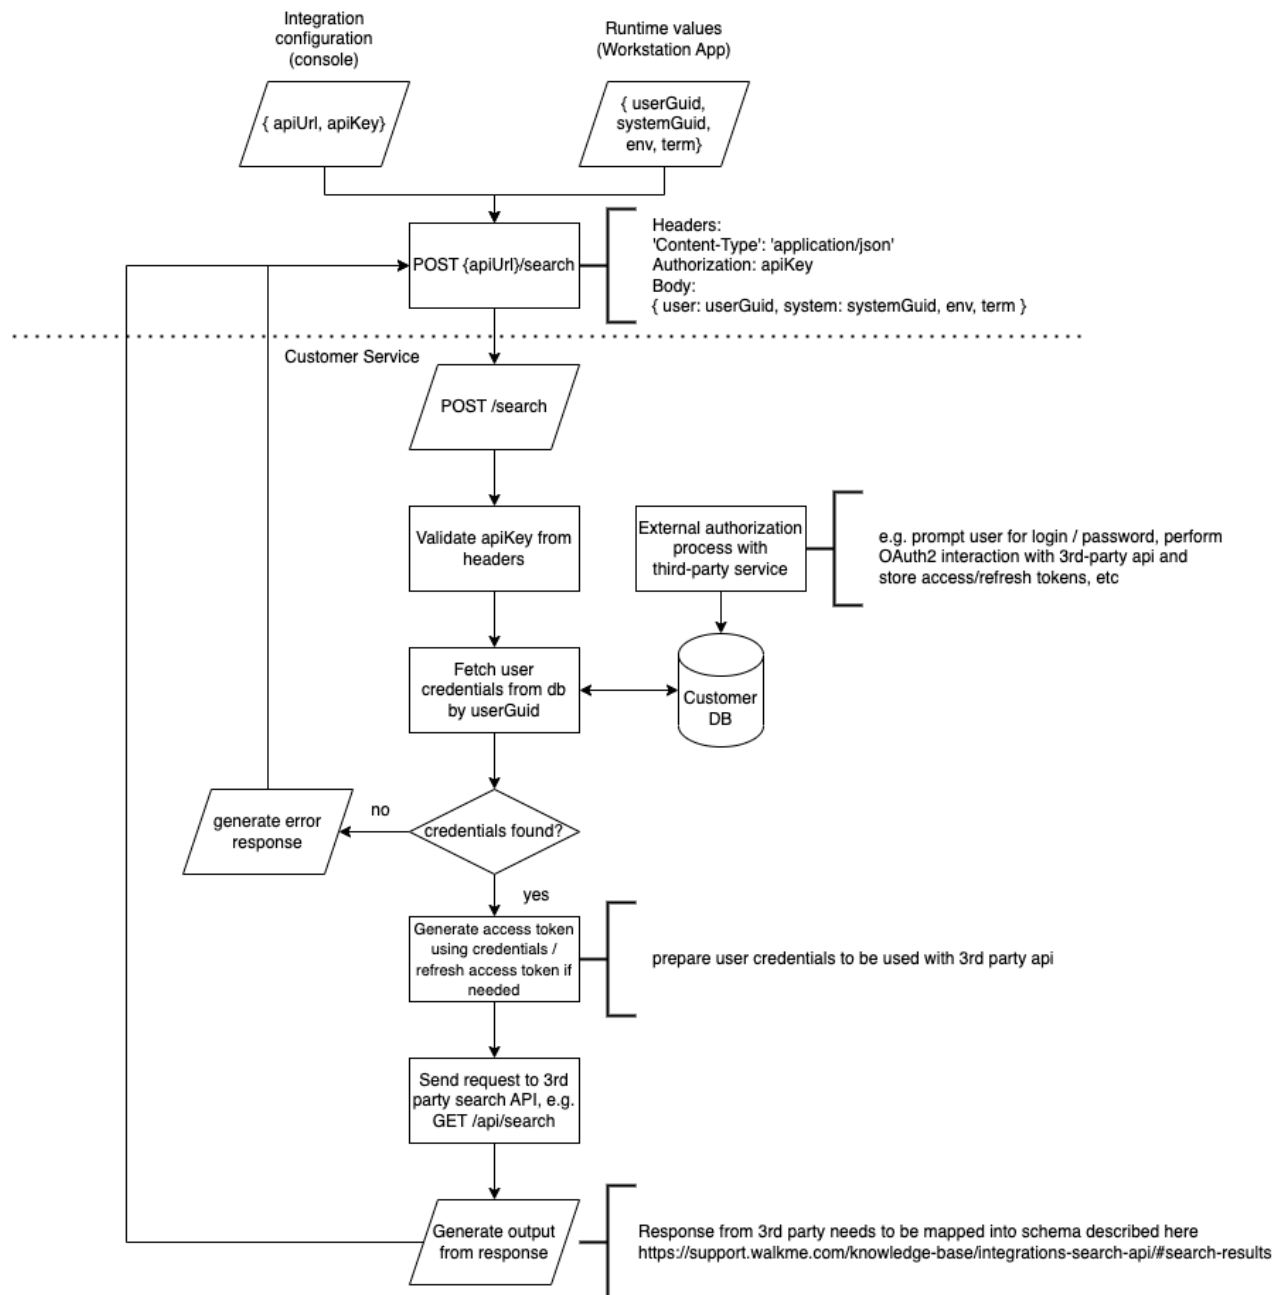 Integration
configuration
(console)
Runtime values
(Workstation App)
{ apiUrl, apiKey}
{ userGuid,
systemGuid,
env, term}
POST {apiUrl}/search
Headers:
'Content-Type': 'application/json'
Authorization: apiKey
Body:
{ user: userGuid, system: systemGuid, env, term }
Customer Service
POST /search
Validate apiKey from
headers
External authorization
process with
third-party service
e.g. prompt user for login / password, perform
OAuth2 interaction with 3rd-party api and
store access/refresh tokens, etc
Fetch user
credentials from db
by userGuid
Customer
DB
generate error
response
no
credentials found?
yes
Generate access token
using credentials /
refresh access token if
needed
prepare user credentials to be used with 3rd party api
Send request to 3rd
party search API, e.g.
GET /api/search
Generate output
from response
Response from 3rd party needs to be mapped into schema described here
https://support.walkme.com/knowledge-base/integrations-search-api/#search-results